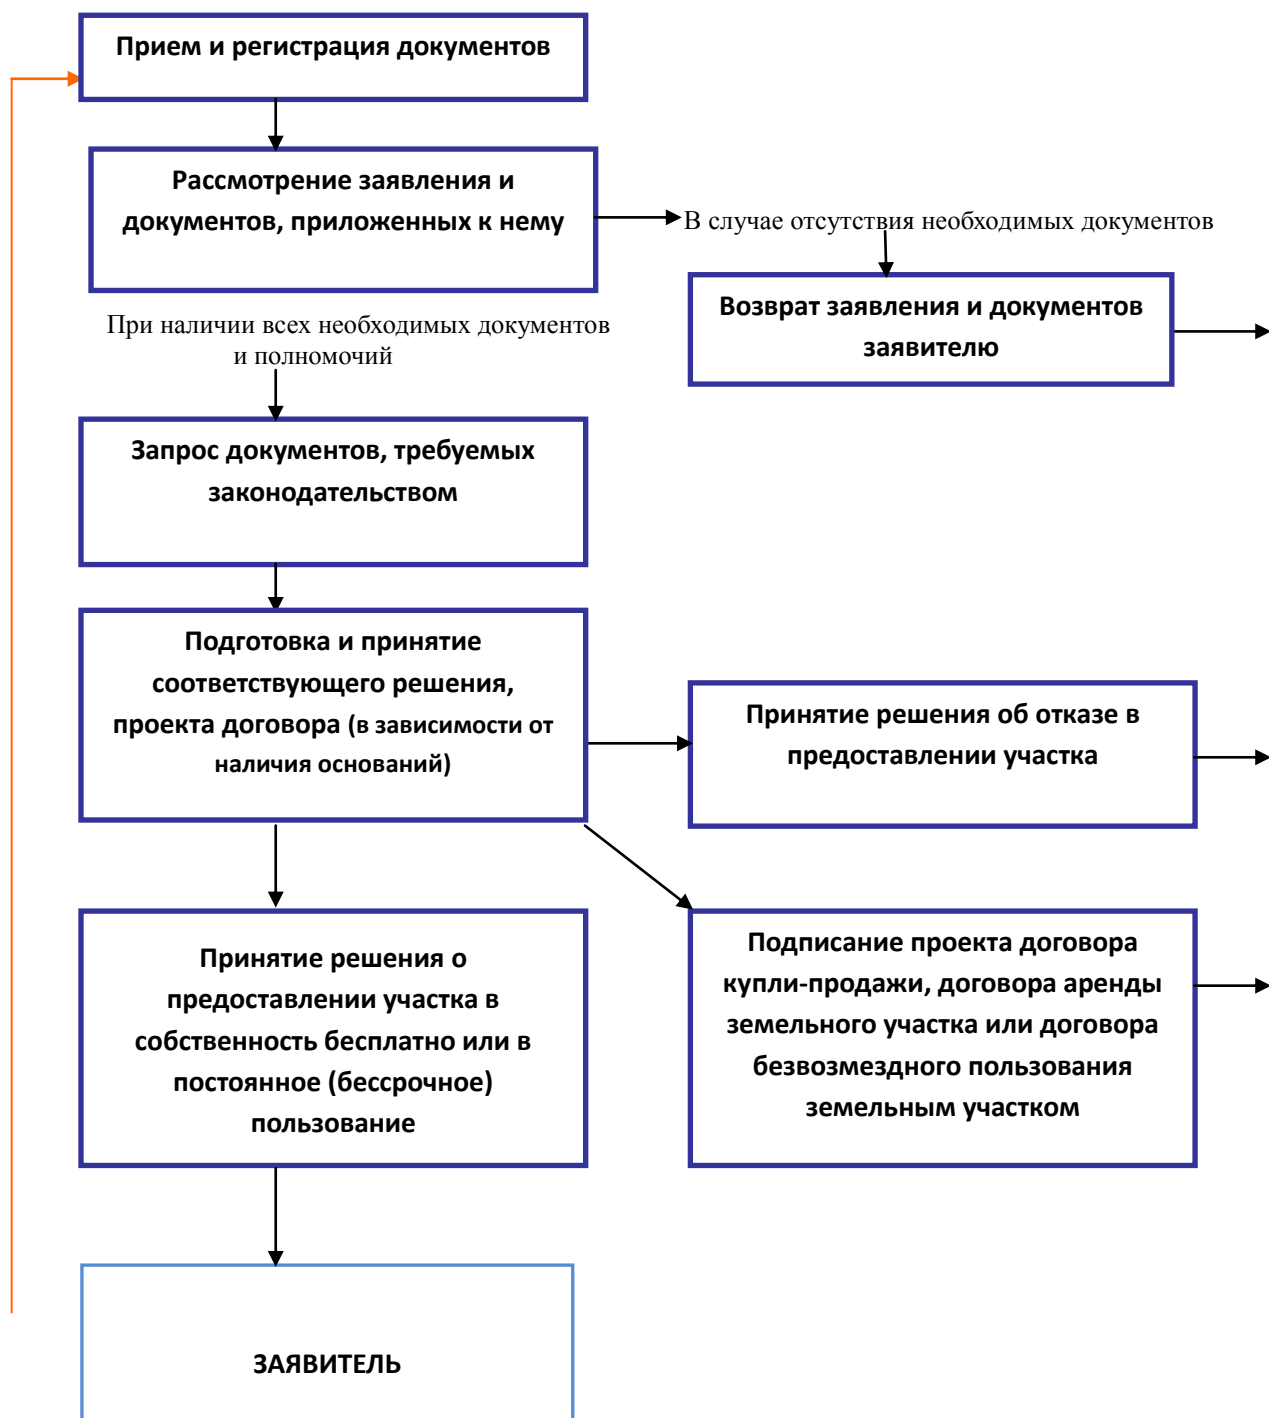 Прием и регистрация документов
Рассмотрение заявления и
документов, приложенных к нему
В случае отсутствия необходимых документов
Возврат заявления и документов
заявителю
При наличии всех необходимых документов
и полномочий
Запрос документов, требуемых
законодательством
Подготовка и принятие
соответствующего решения,
проекта договора (в зависимости от
наличия оснований)
Принятие решения об отказе в
предоставлении участка
Принятие решения о
предоставлении участка в
собственность бесплатно или в
постоянное (бессрочное)
пользование
Подписание проекта договора
купли-продажи, договора аренды
земельного участка или договора
безвозмездного пользования
земельным участком
ЗАЯВИТЕЛЬ